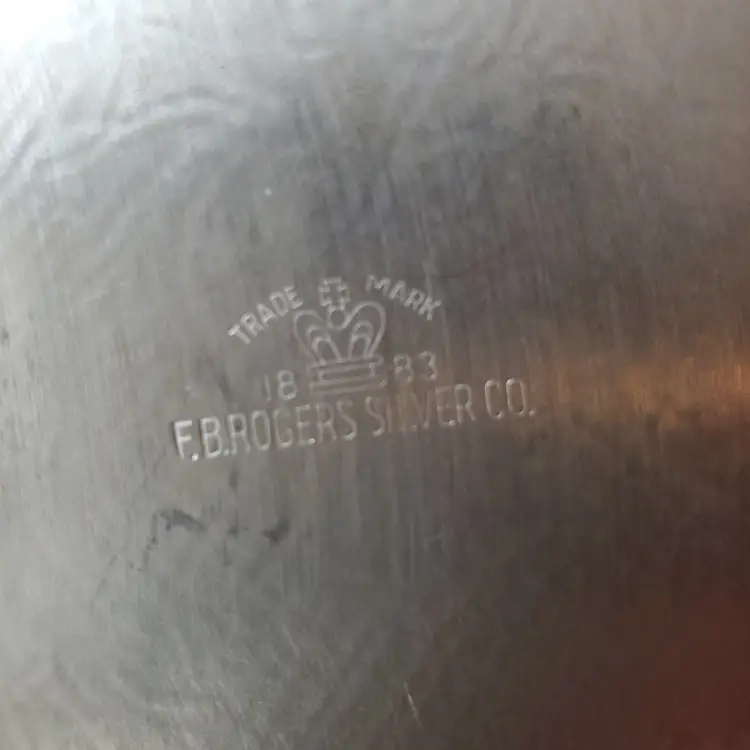 TRADE MARK
18 83
F.B.ROGERS SILVER CO.